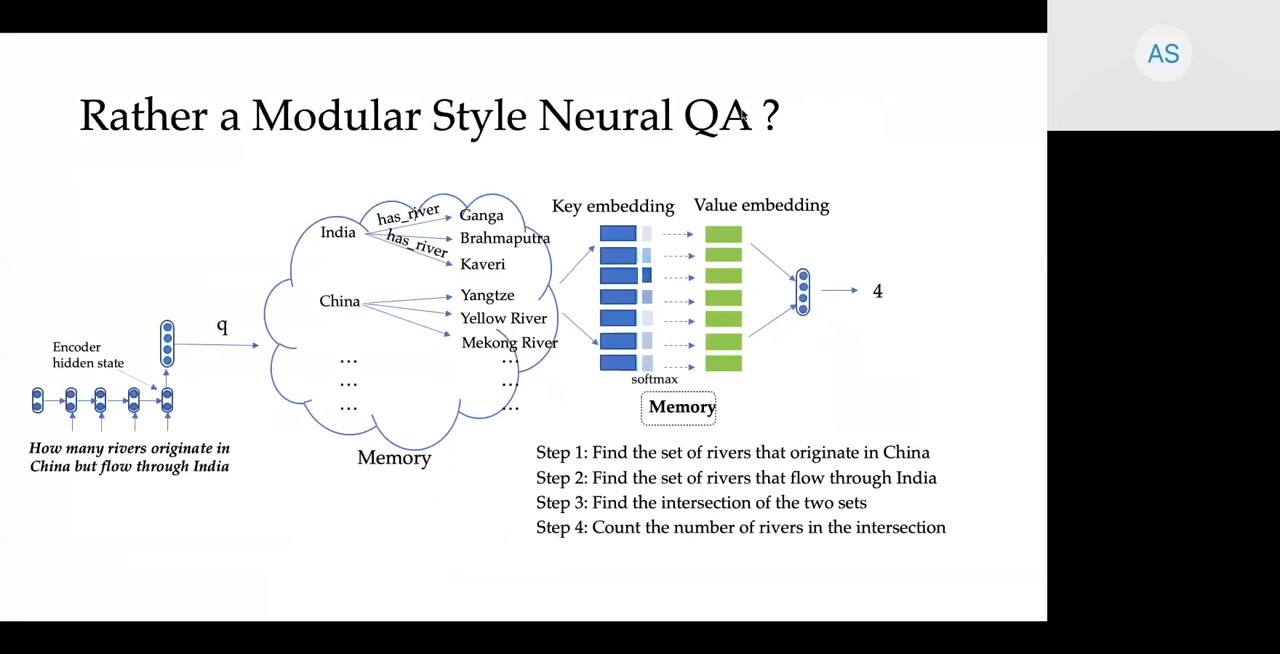 AS
Rather a Modular Style Neural QA ?
has_river
has_river
India
Ganga
Brahmaputra
Kaveri
China
Yangtze
Yellow River
Mekong River
... ...
... ...
... ...
Memory
Key embedding
Value embedding
softmax
Memory
4
q
Encoder
hidden state
How many rivers originate in
China but flow through India
Step 1: Find the set of rivers that originate in China
Step 2: Find the set of rivers that flow through India
Step 3: Find the intersection of the two sets
Step 4: Count the number of rivers in the intersection